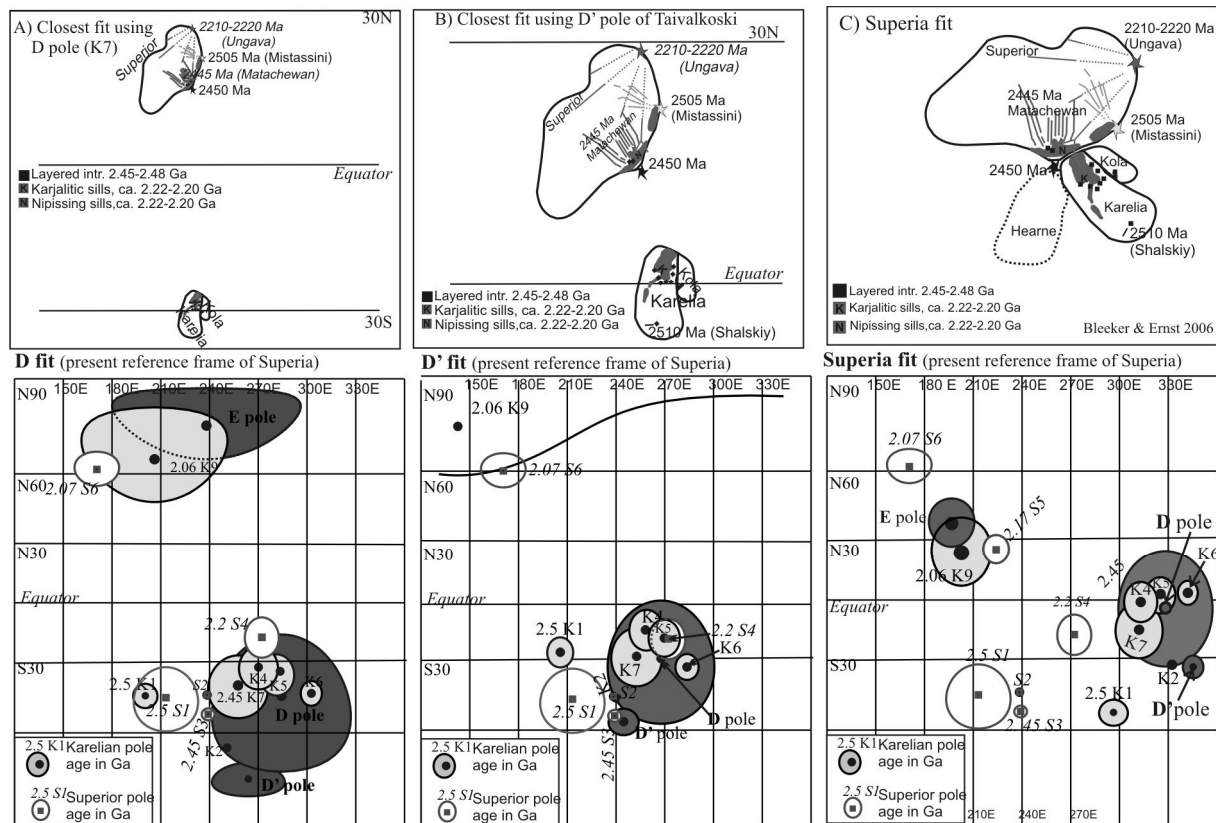 A) Closest fit using
D pole (K7)
30N
2210-2220 Ma
(Ungava)
Superior
2505 Ma (Mistassini)
2445 Ma (Matachewan)
2450 Ma
Equator
Layered intr. 2.45-2.48 Ga
K Karjalitic sills, ca. 2.22-2.20 Ga
N Nipissing sills,ca. 2.22-2.20 Ga
Kola
Karelia
30S
B) Closest fit using D' pole of Taivalkoski
30N
2210-2220 Ma
(Ungava)
Superior
2505 Ma
(Mistassini)
2445 Ma
Matachewan
N
2450 Ma
Equator
K
Kola
Karelia
Layered intr. 2.45-2.48 Ga
K Karjalitic sills, ca. 2.22-2.20 Ga
N Nipissing sills,ca. 2.22-2.20 Ga
2510 Ma (Shalskiy)
C) Superia fit
2210-2220 Ma
(Ungava)
Superior
2445 Ma
Matachewan
2505 Ma
(Mistassini)
N
2450 Ma
Kola
K
Karelia
Hearne
2510 Ma
(Shalskiy)
Layered intr. 2.45-2.48 Ga
K Karjalitic sills, ca. 2.22-2.20 Ga
N Nipissing sills,ca. 2.22-2.20 Ga
Bleeker & Ernst 2006
D fit (present reference frame of Superia)
150E 180E 210E 240E 270E 300E 330E
N90
E pole
2.06 K9
2.07 S6
N60
N30
Equator
2.2 S4
S30
2.5 K1
2.5 S1
S2
2.45 K7
K4
K5
K6
D pole
2.45 S3
K2
D' pole
2.5 K1 Karelian pole
age in Ga
2.5 S1 Superior pole
age in Ga
D' fit (present reference frame of Superia)
150E 180E 210E 240E 270E 300E 330E
N90
2.06 K9
2.07 S6
N60
N30
Equator
K4
K5
2.2 S4
2.5 K1
K6
K7
S30
K2
S2
2.5 S1
D pole
D' pole
2.45 S3
2.5 K1 Karelian pole
age in Ga
2.5 S1 Superior pole
age in Ga
Superia fit (present reference frame of Superia)
150E 180E 210E 240E 270E 300E 330E
N90
2.07 S6
N60
E pole
2.17 S5
D pole
N30
2.06 K9
2.45
K6
K4
K5
Equator
2.2 S4
K7
S30
2.5 S1
S2
K2
D' pole
2.45 S3
2.5 K1
2.5 K1 Karelian pole
age in Ga
2.5 S1 Superior pole
age in Ga
210E 240E 270E